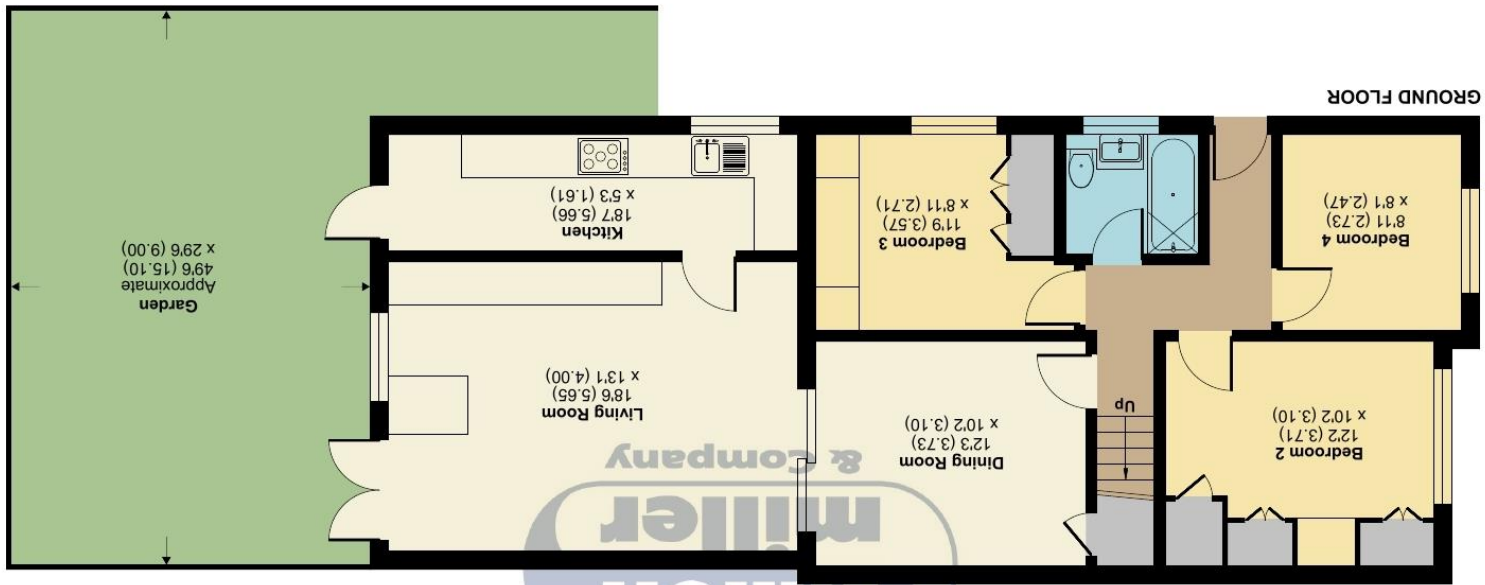 miller
& Company
Bedroom 2
12'2 (3.71)
x 10'2 (3.10)
Up
Dining Room
12'3 (3.73)
x 10'2 (3.10)
Living Room
18'6 (5.65)
x 13'1 (4.00)
Garden
Approximate
49'6 (15.10)
x 29'6 (9.00)
Bedroom 4
8'11 (2.73)
x 8'1 (2.47)
Bedroom 3
11'9 (3.57)
x 8'11 (2.71)
Kitchen
18'7 (5.66)
x 5'3 (1.61)
GROUND FLOOR